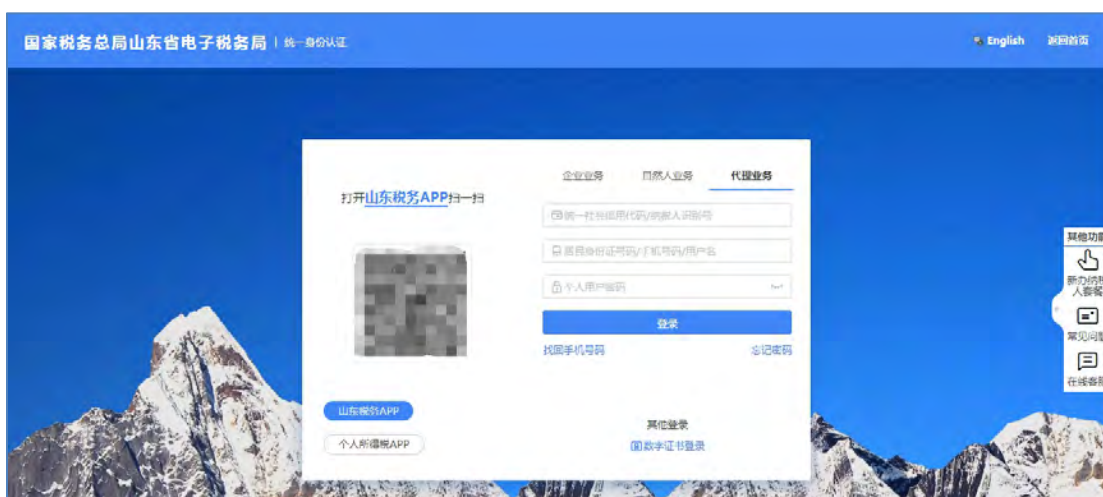 国家税务总局山东省电子税务局 | 统一身份认证
English 返回首页
企业业务 自然人业务 代理业务
打开山东税务APP扫一扫
统一社会信用代码/纳税人识别号
居民身份证号码/手机号码/用户名
个人用户密码
登录
找回手机号码 忘记密码
山东税务APP
个人所得税APP
其他登录
数字证书登录
其他功能
新办纳税
人套餐
常见问题
在线客服